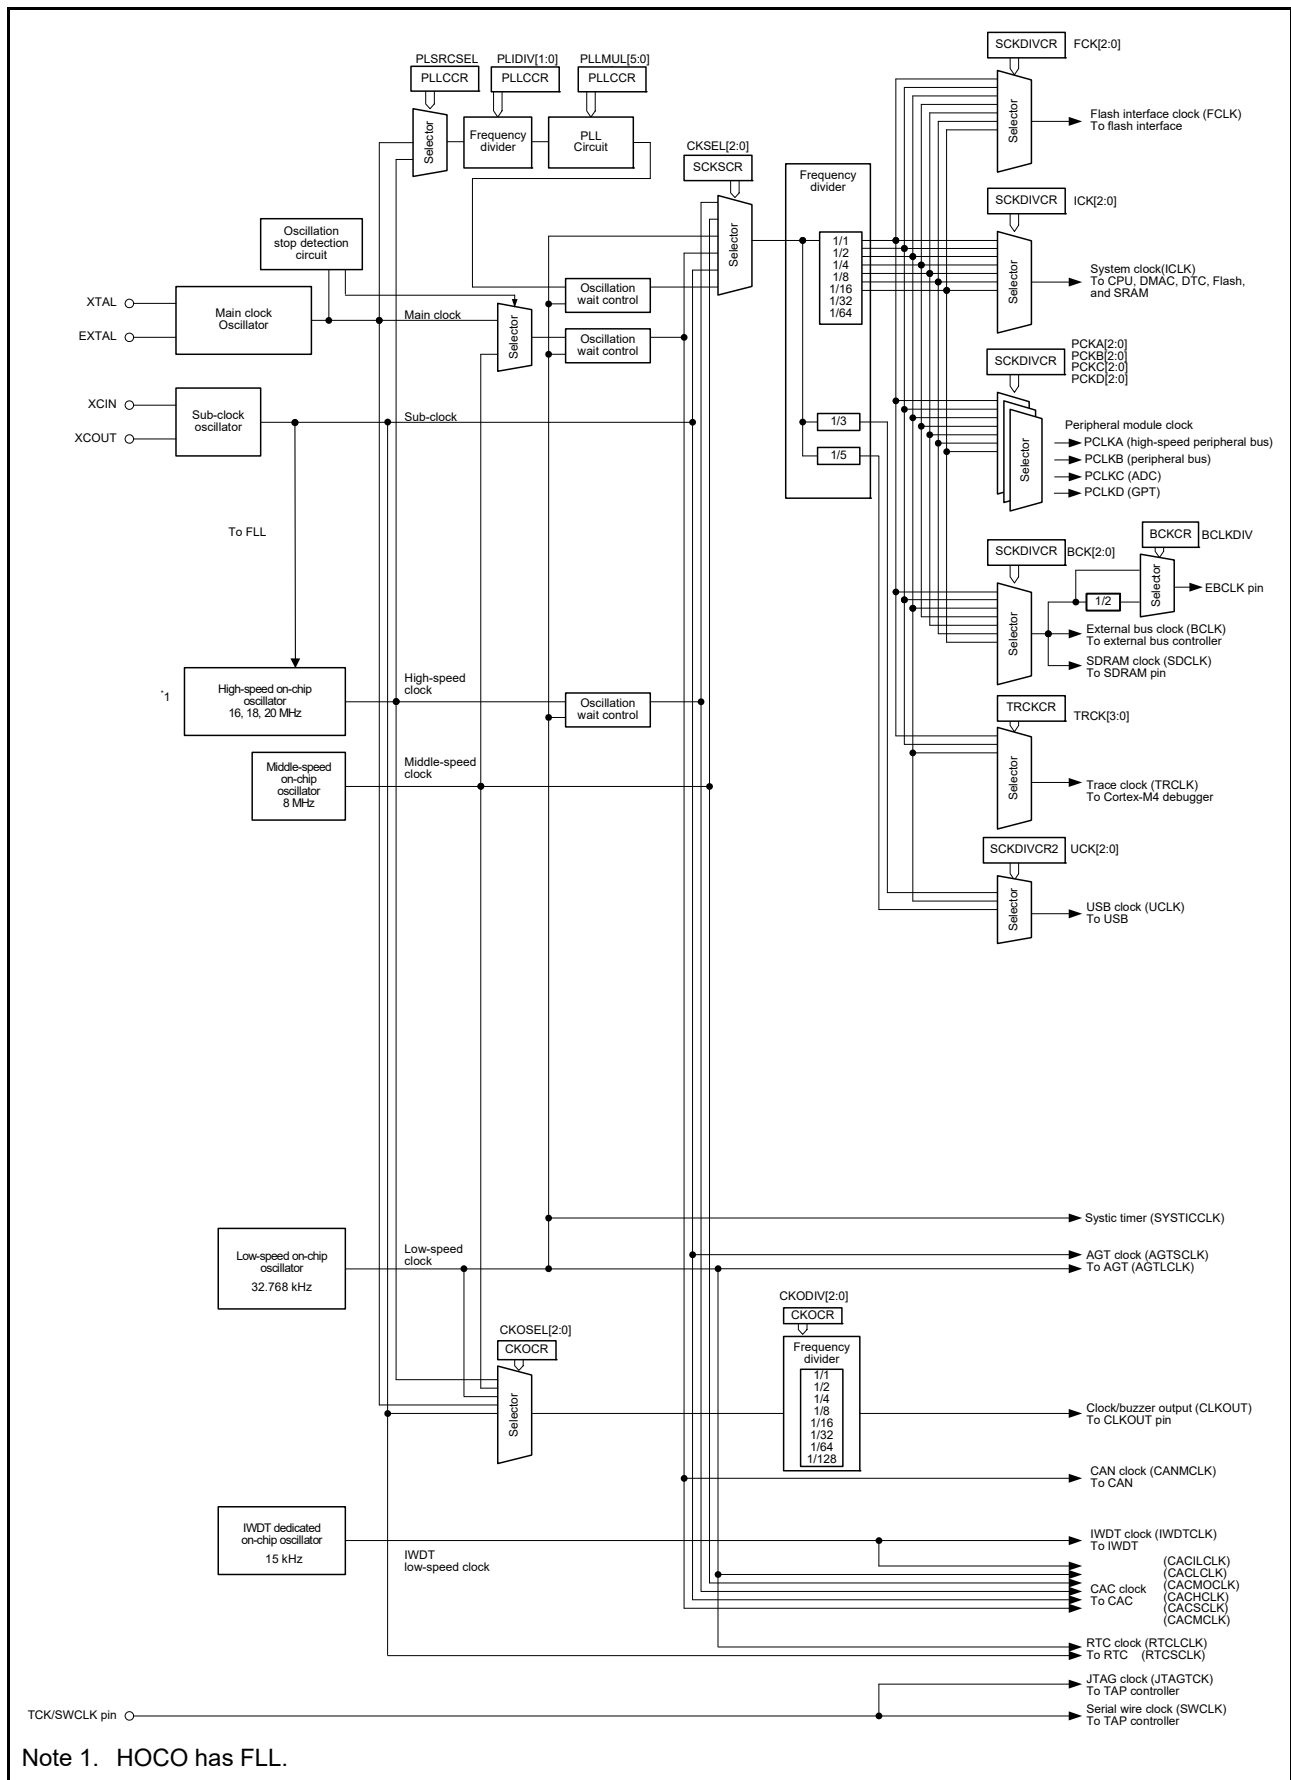 PLSRCSEL
PLLCCR
PLIDIV[1:0]
PLLCCR
PLLMUL[5:0]
PLLCCR
Selector
Frequency
divider
PLL
Circuit
CKSEL[2:0]
SCKSCR
Selector
Frequency
divider
1/1
1/2
1/4
1/8
1/16
1/32
1/64
1/3
1/5
SCKDIVCR
FCK[2:0]
Selector
Flash interface clock (FCLK)
To flash interface
SCKDIVCR
ICK[2:0]
Selector
System clock(ICLK)
To CPU, DMAC, DTC, Flash,
and SRAM
Oscillation
stop detection
circuit
XTAL
EXTAL
Main clock
Oscillator
Main clock
Selector
Oscillation
wait control
Oscillation
wait control
SCKDIVCR
PCKA[2:0]
PCKB[2:0]
PCKC[2:0]
PCKD[2:0]
Selector
Peripheral module clock
PCLKA (high-speed peripheral bus)
PCLKB (peripheral bus)
PCLKC (ADC)
PCLKD (GPT)
XCIN
XCOUT
Sub-clock
oscillator
Sub-clock
To FLL
SCKDIVCR
BCK[2:0]
Selector
BCKCR
BCLKDIV
1/2
Selector
EBCLK pin
External bus clock (BCLK)
To external bus controller
SDRAM clock (SDCLK)
To SDRAM pin
*1
High-speed on-chip
oscillator
16, 18, 20 MHz
High-speed
clock
Oscillation
wait control
TRCKCR
TRCK[3:0]
Selector
Trace clock (TRCLK)
To Cortex-M4 debugger
Middle-speed
on-chip
oscillator
8 MHz
Middle-speed
clock
SCKDIVCR2
UCK[2:0]
Selector
USB clock (UCLK)
To USB
Systic timer (SYSTICCLK)
Low-speed on-chip
oscillator
32.768 kHz
Low-speed
clock
AGT clock (AGTSCLK)
To AGT (AGTLCLK)
CKOSEL[2:0]
CKOCR
Selector
CKODIV[2:0]
CKOCR
Frequency
divider
1/1
1/2
1/4
1/8
1/16
1/32
1/64
1/128
Clock/buzzer output (CLKOUT)
To CLKOUT pin
CAN clock (CANMCLK)
To CAN
IWDT dedicated
on-chip oscillator
15 kHz
IWDT
low-speed clock
IWDT clock (IWDTCLK)
To IWDT
CAC clock
To CAC
(CACILCLK)
(CACLCLK)
(CACMOCLK)
(CACHCLK)
(CACSCLK)
(CACMCLK)
RTC clock (RTCLCLK)
To RTC (RTCSCLK)
JTAG clock (JTAGTCK)
To TAP controller
TCK/SWCLK pin
Serial wire clock (SWCLK)
To TAP controller
Note 1. HOCO has FLL.